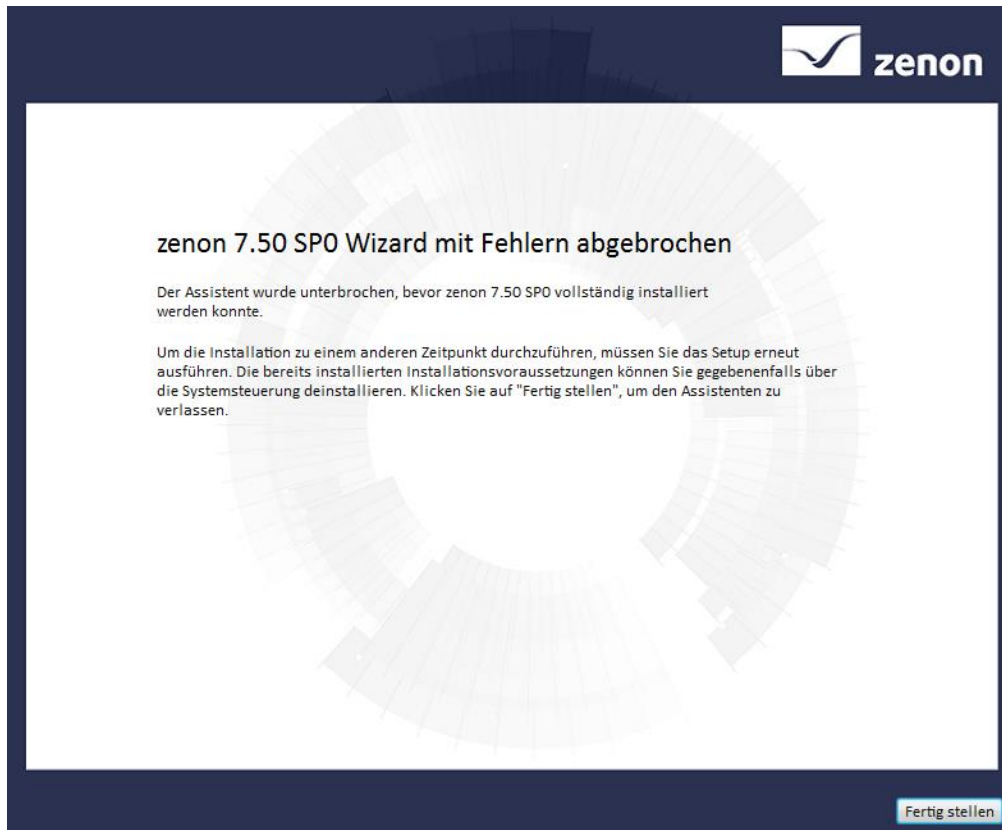 zenon
zenon 7.50 SP0 Wizard mit Fehlern abgebrochen
Der Assistent wurde unterbrochen, bevor zenon 7.50 SP0 vollständig installiert
werden konnte.
Um die Installation zu einem anderen Zeitpunkt durchzuführen, müssen Sie das Setup erneut
ausführen. Die bereits installierten Installationsvoraussetzungen können Sie gegebenenfalls über
die Systemsteuerung deinstallieren. Klicken Sie auf "Fertig stellen", um den Assistenten zu
verlassen.
Fertig stellen